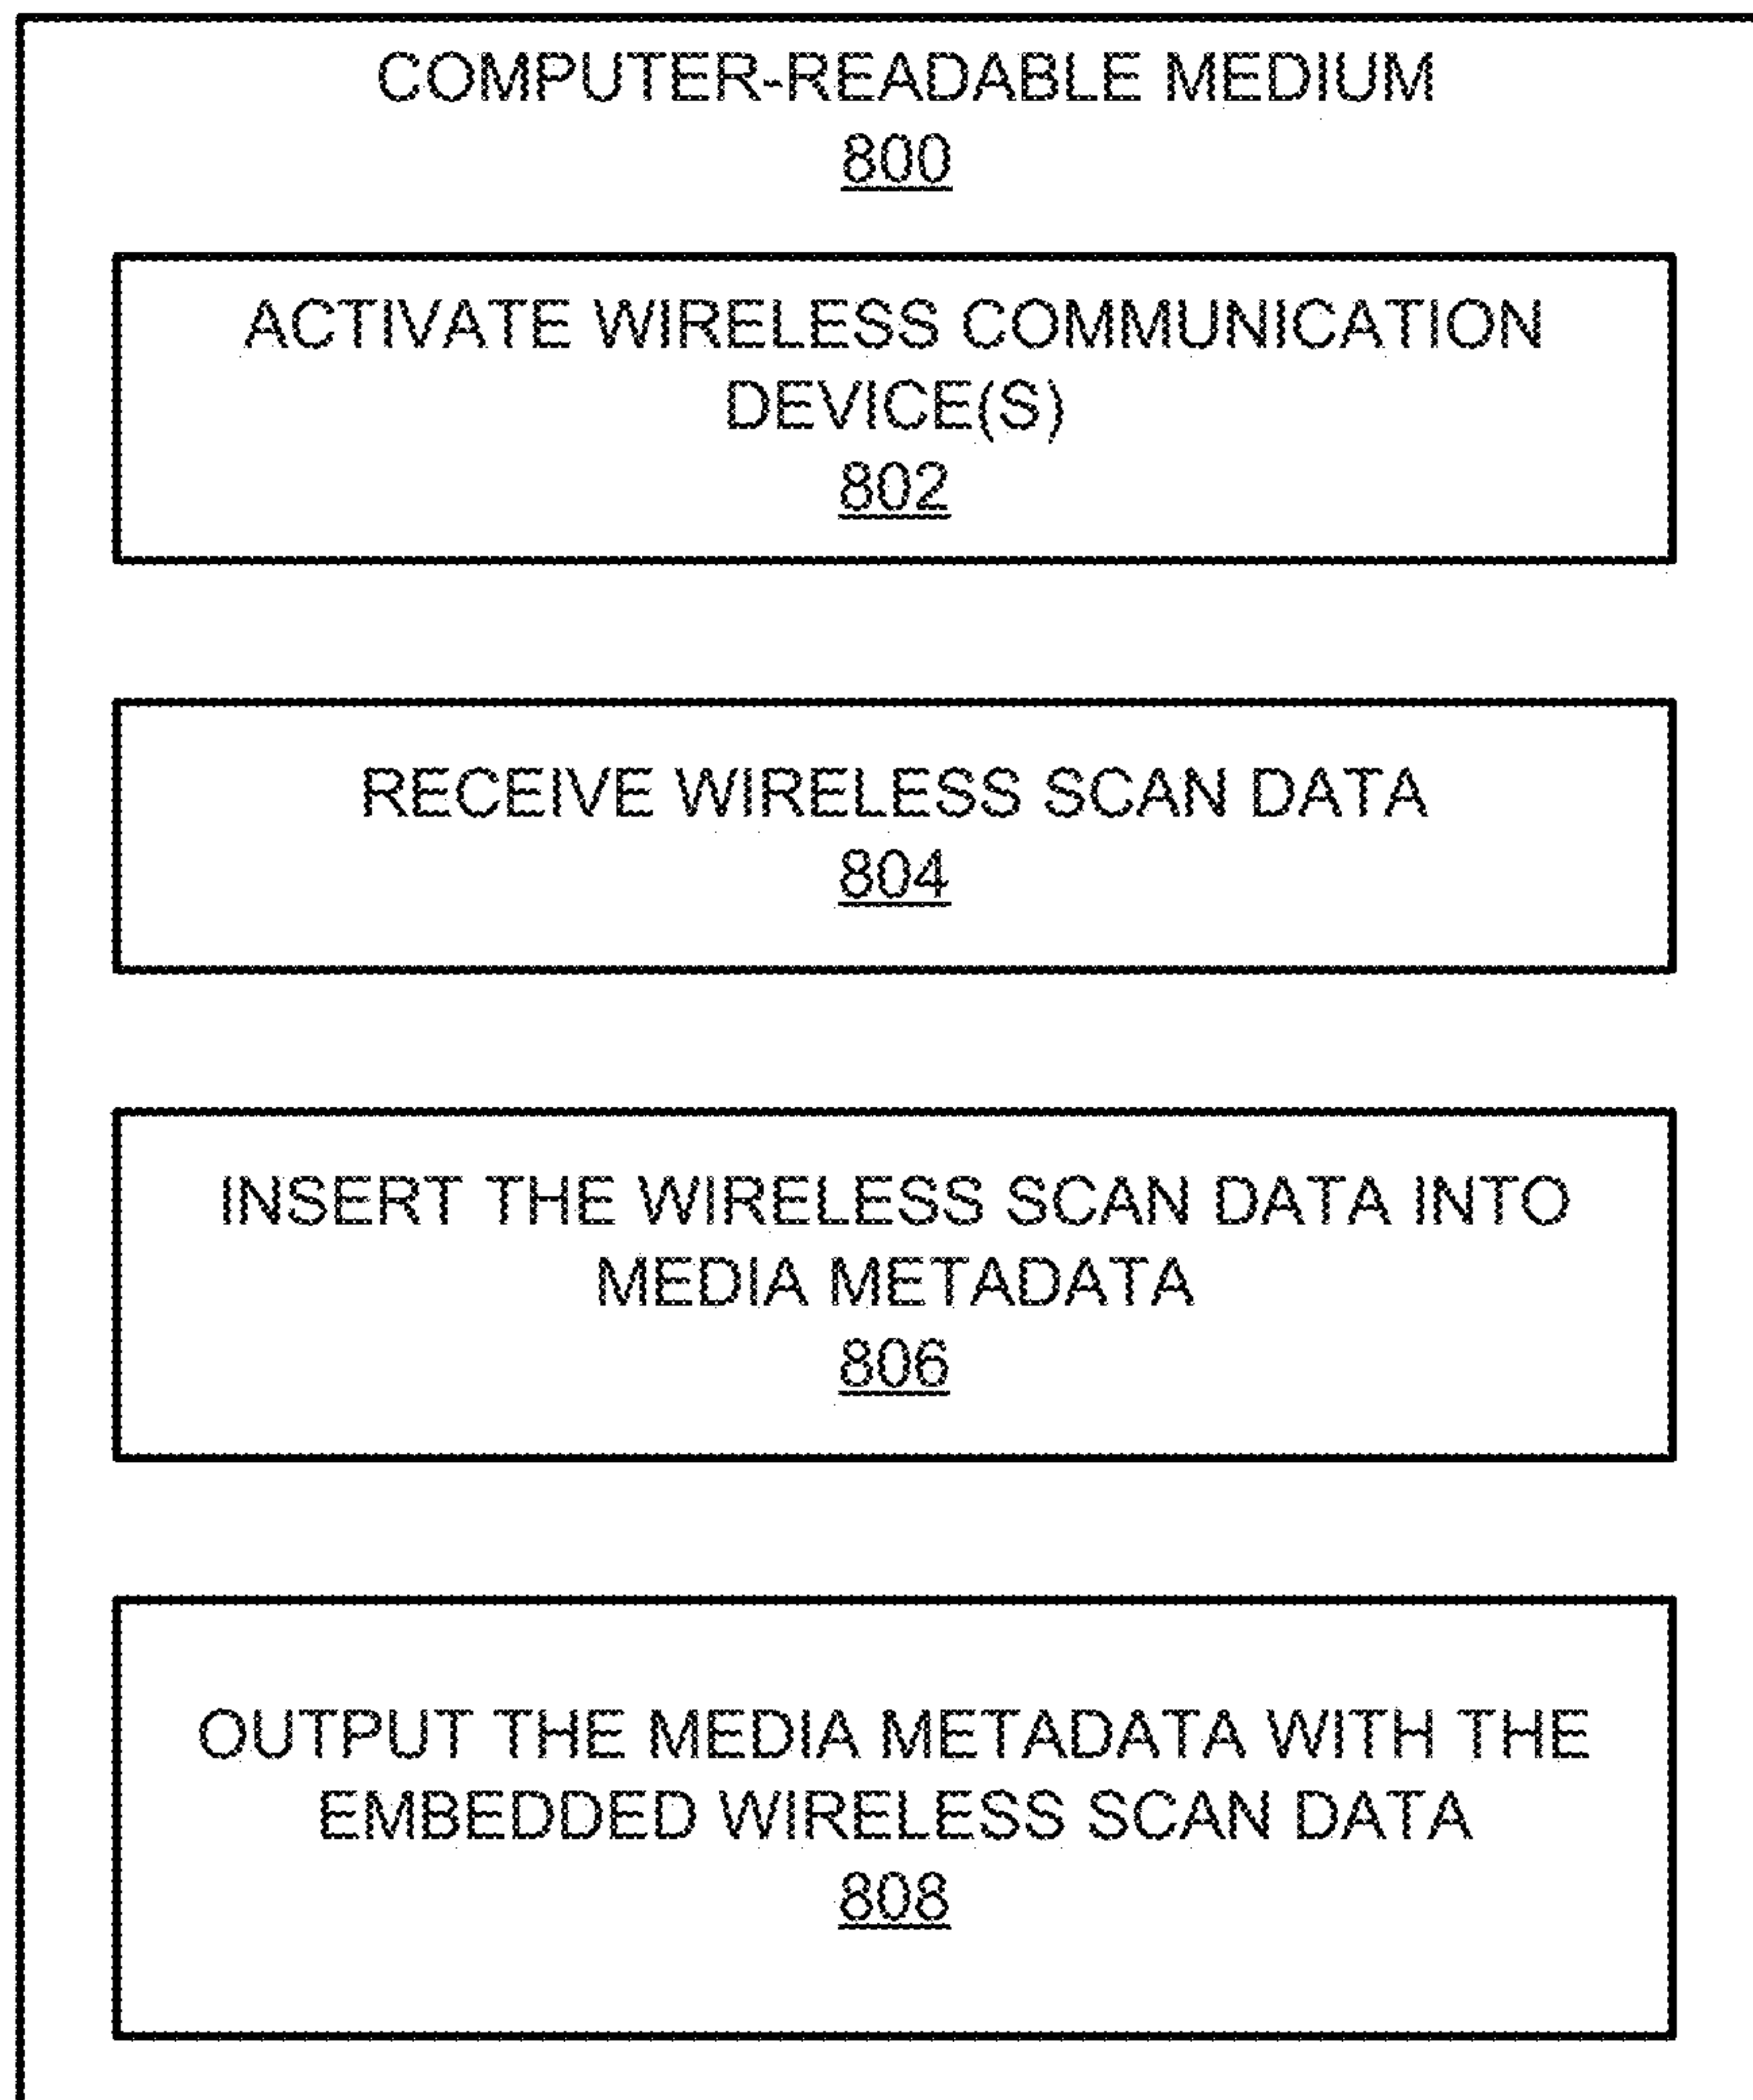 COMPUTER-READABLE MEDIUM
800
ACTIVATE WIRELESS COMMUNICATION
DEVICE(S)
802
RECEIVE WIRELESS SCAN DATA
804
INSERT THE WIRELESS SCAN DATA INTO
MEDIA METADATA
806
OUTPUT THE MEDIA METADATA WITH THE
EMBEDDED WIRELESS SCAN DATA
808